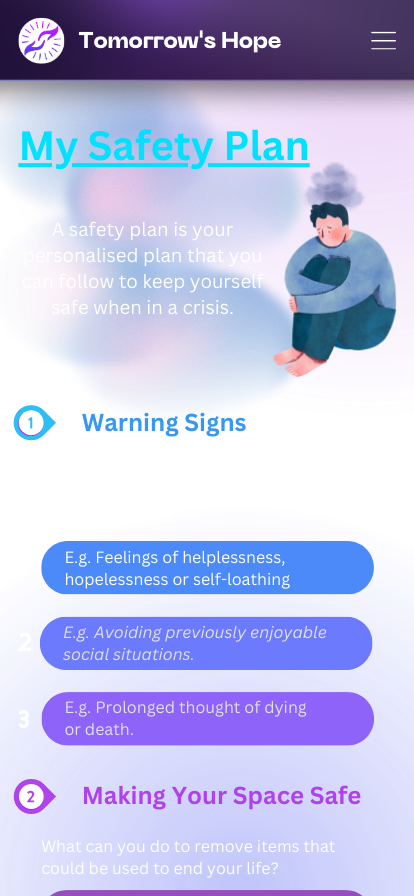 Tomorrow's Hope
My Safety Plan
A safety plan is your
personalised plan that you
can follow to keep yourself
safe when in a crisis.
1
Warning Signs
E.g. Feelings of helplessness,
hopelessness or self-loathing
2
E.g. Avoiding previously enjoyable
social situations.
3
E.g. Prolonged thought of dying
or death.
2
Making Your Space Safe
What can you do to remove items that
could be used to end your life?